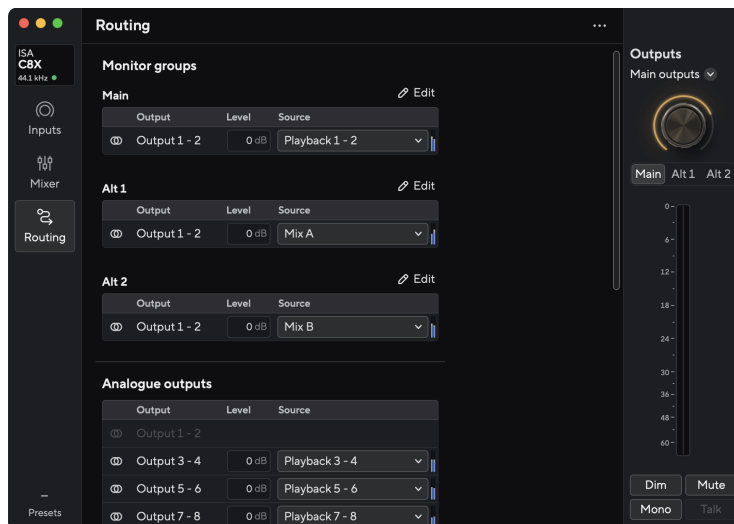 Routing
ISA
C8X
44.1 kHz
Inputs
Mixer
Routing
Presets
Monitor groups
Main
Edit
Output Level Source
Output 1 - 2 0 dB Playback 1 - 2
Alt 1
Edit
Output Level Source
Output 1 - 2 0 dB Mix A
Alt 2
Edit
Output Level Source
Output 1 - 2 0 dB Mix B
Analogue outputs
Output Level Source
Output 1 - 2
Output 3 - 4 0 dB Playback 3 - 4
Output 5 - 6 0 dB Playback 5 - 6
Output 7 - 8 0 dB Playback 7 - 8
Outputs
Main outputs
Main Alt 1 Alt 2
0
6
12
18
24
30
36
48
60
Dim Mute
Mono Talk